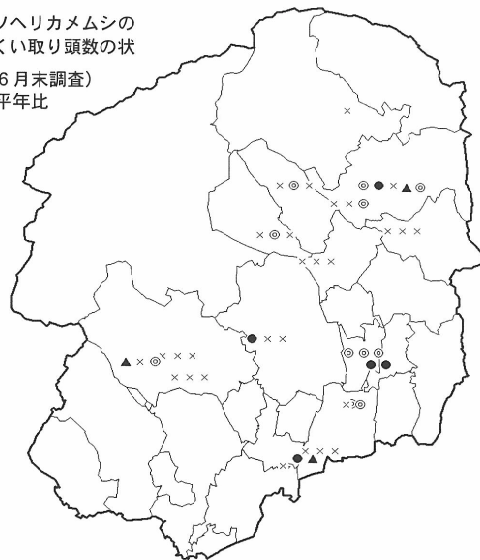 ソヘリカメムシの
くい取り頭数の状
6月末調査）
平年比